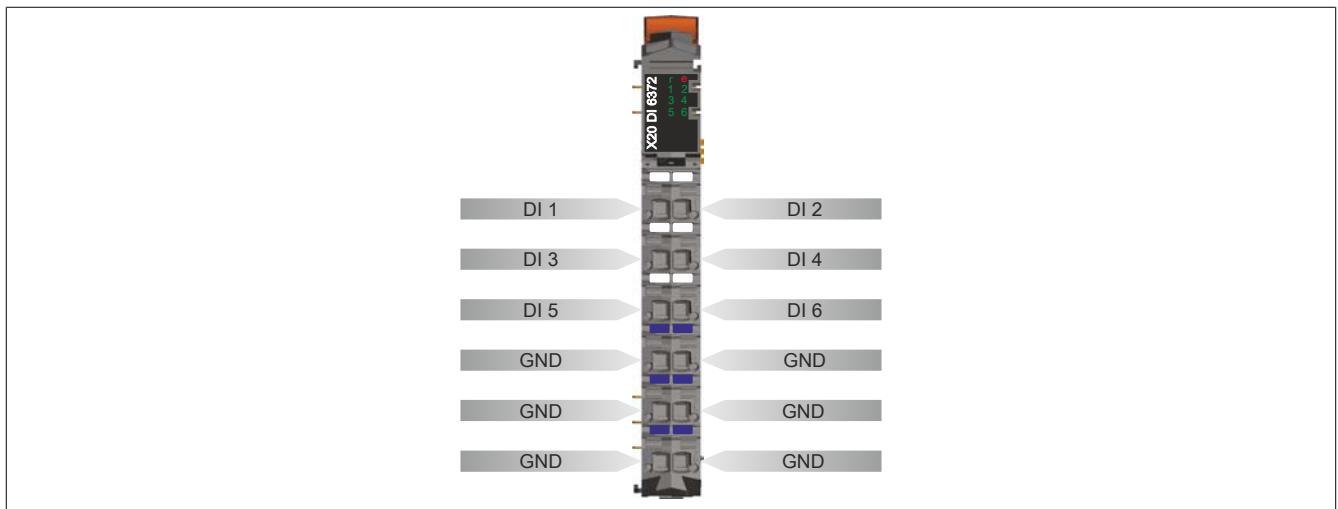 X20 DI 6372
r e
1 2
3 4
5 6
DI 1 DI 2
DI 3 DI 4
DI 5 DI 6
GND GND
GND GND
GND GND